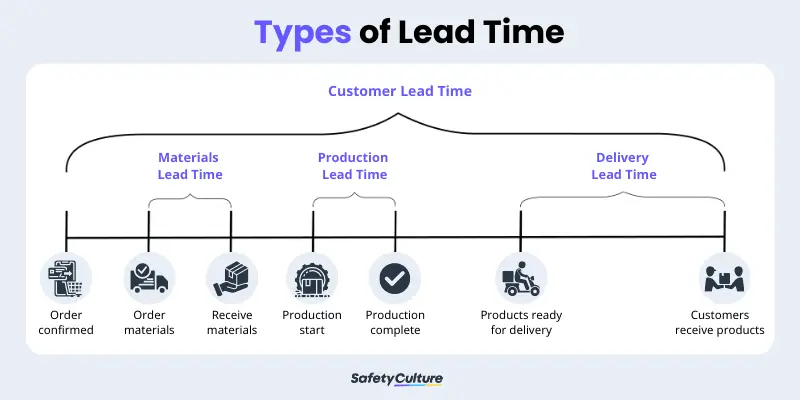 Types of Lead Time
Customer Lead Time
Materials
Lead Time
Production
Lead Time
Delivery
Lead Time
Order
confirmed
Order
materials
Receive
materials
Production
start
Production
complete
Products ready
for delivery
Customers
receive products
SafetyCulture